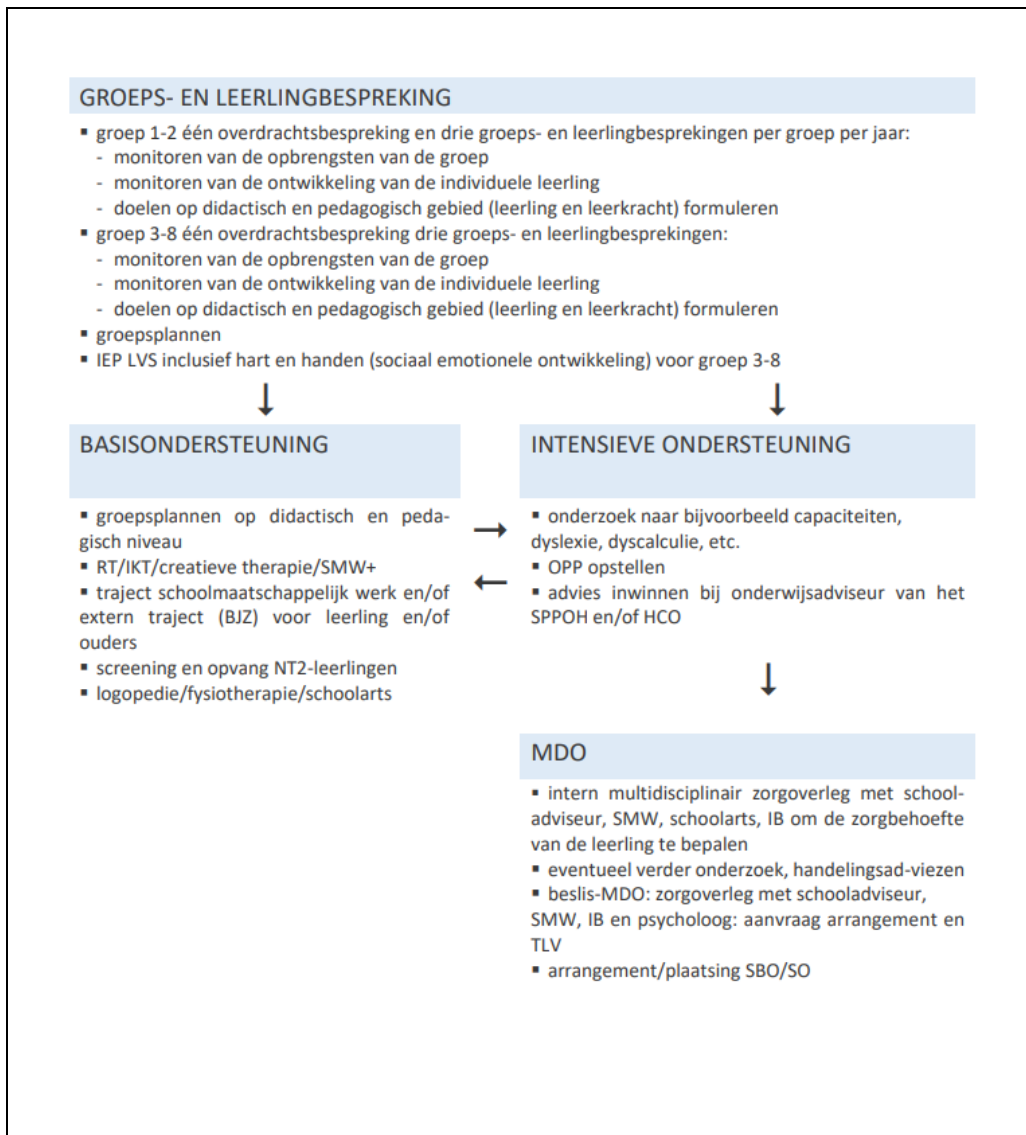 GROEPS- EN LEERLINGBESPREKING
▪ groep 1-2 één overdrachtsbespreking en drie groeps- en leerlingbesprekingen per groep per jaar:
- monitoren van de opbrengsten van de groep
- monitoren van de ontwikkeling van de individuele leerling
- doelen op didactisch en pedagogisch gebied (leerling en leerkracht) formuleren
▪ groep 3-8 één overdrachtsbespreking drie groeps- en leerlingbesprekingen:
- monitoren van de opbrengsten van de groep
- monitoren van de ontwikkeling van de individuele leerling
- doelen op didactisch en pedagogisch gebied (leerling en leerkracht) formuleren
▪ groepsplannen
▪ IEP LVS inclusief hart en handen (sociaal emotionele ontwikkeling) voor groep 3-8
BASISONDERSTEUNING
▪ groepsplannen op didactisch en peda-
gisch niveau
▪ RT/IKT/creatieve therapie/SMW+
▪ traject schoolmaatschappelijk werk en/of
extern traject (BJZ) voor leerling en/of
ouders
▪ screening en opvang NT2-leerlingen
▪ logopedie/fysiotherapie/schoolarts
INTENSIEVE ONDERSTEUNING
▪ onderzoek naar bijvoorbeeld capaciteiten,
dyslexie, dyscalculie, etc.
▪ OPP opstellen
▪ advies inwinnen bij onderwijsadviseur van het
SPPOH en/of HCO
MDO
▪ intern multidisciplinair zorgoverleg met school-
adviseur, SMW, schoolarts, IB om de zorgbehoefte
van de leerling te bepalen
▪ eventueel verder onderzoek, handelingsad-viezen
▪ beslis-MDO: zorgoverleg met schooladviseur,
SMW, IB en psycholoog: aanvraag arrangement en
TLV
▪ arrangement/plaatsing SBO/SO